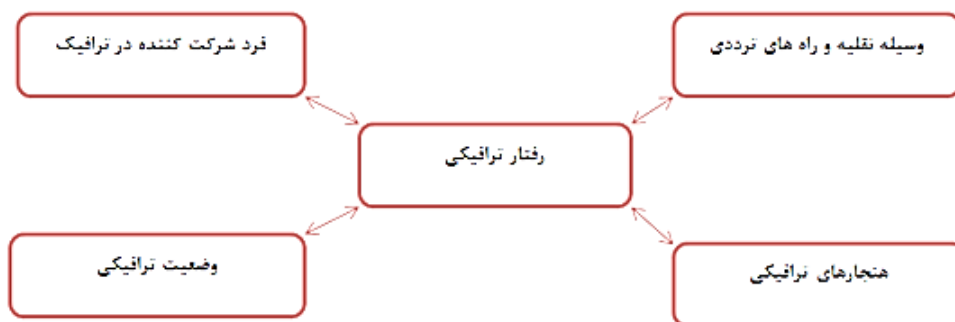 وسیله نقلیه و راه های ترددی
فرد شرکت کننده در ترافیک
رفتار ترافیکی
هنجارهای ترافیکی
وضعیت ترافیکی